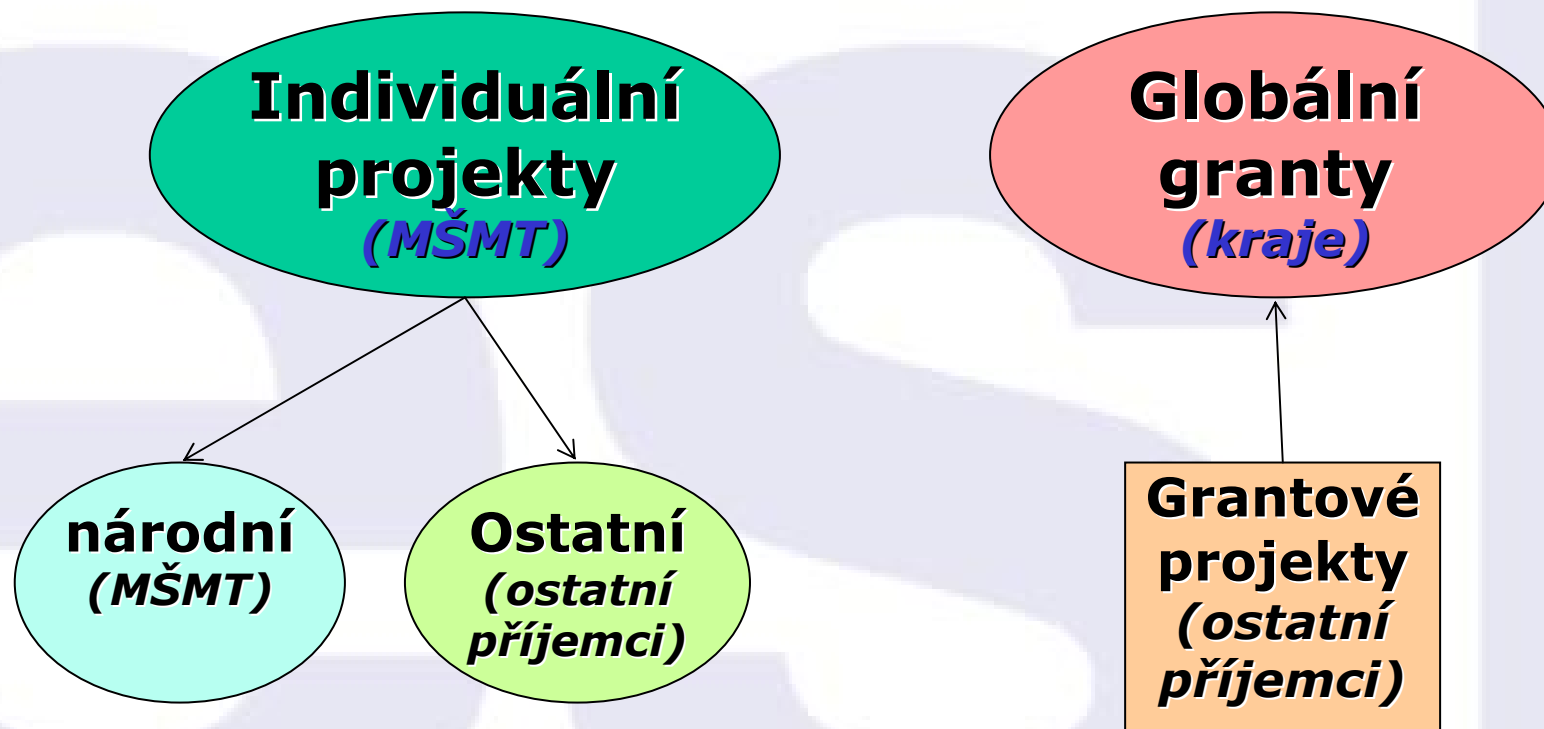 Individuální
projekty
(MŠMT)
Globální
granty
(kraje)
národní
(MŠMT)
Ostatní
(ostatní
příjemci)
Grantové
projekty
(ostatní
příjemci)